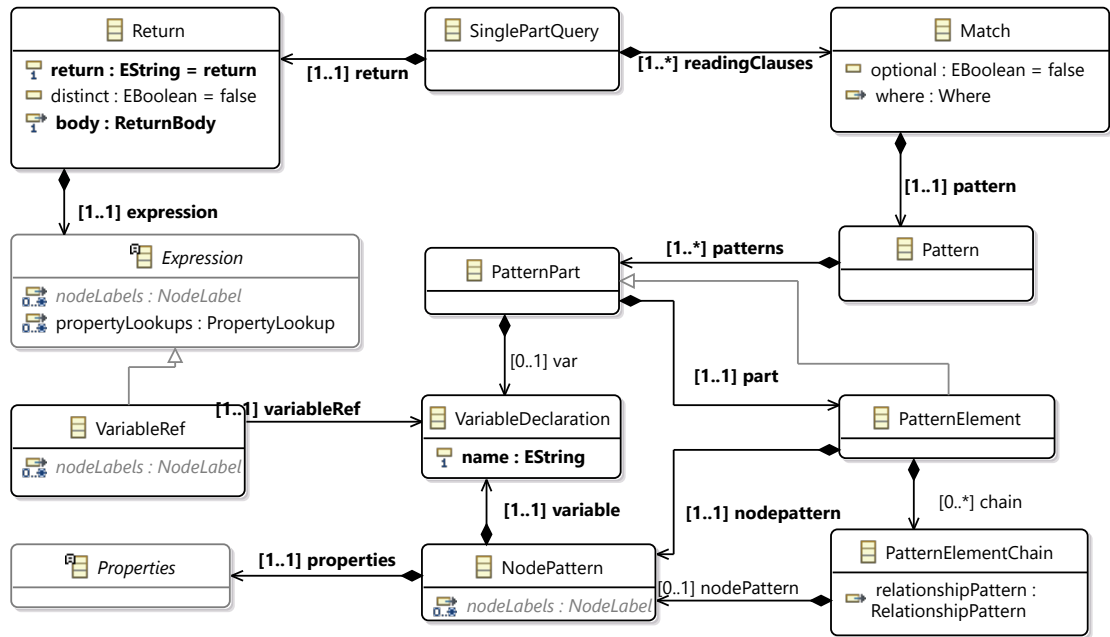 Return
SinglePartQuery
Match
return : EString = return
distinct : EBoolean = false
body : ReturnBody
[1..1] return
[1..*] readingClauses
optional : EBoolean = false
where : Where
[1..1] expression
[1..1] pattern
Expression
nodeLabels : NodeLabel
propertyLookups : PropertyLookup
PatternPart
[1..*] patterns
Pattern
[0..1] var
[1..1] part
[1..1] variableRef
VariableRef
nodeLabels : NodeLabel
VariableDeclaration
name : EString
PatternElement
[1..1] variable
[1..1] nodepattern
[0..*] chain
Properties
[1..1] properties
NodePattern
nodeLabels : NodeLabel
[0..1] nodePattern
PatternElementChain
relationshipPattern :
RelationshipPattern